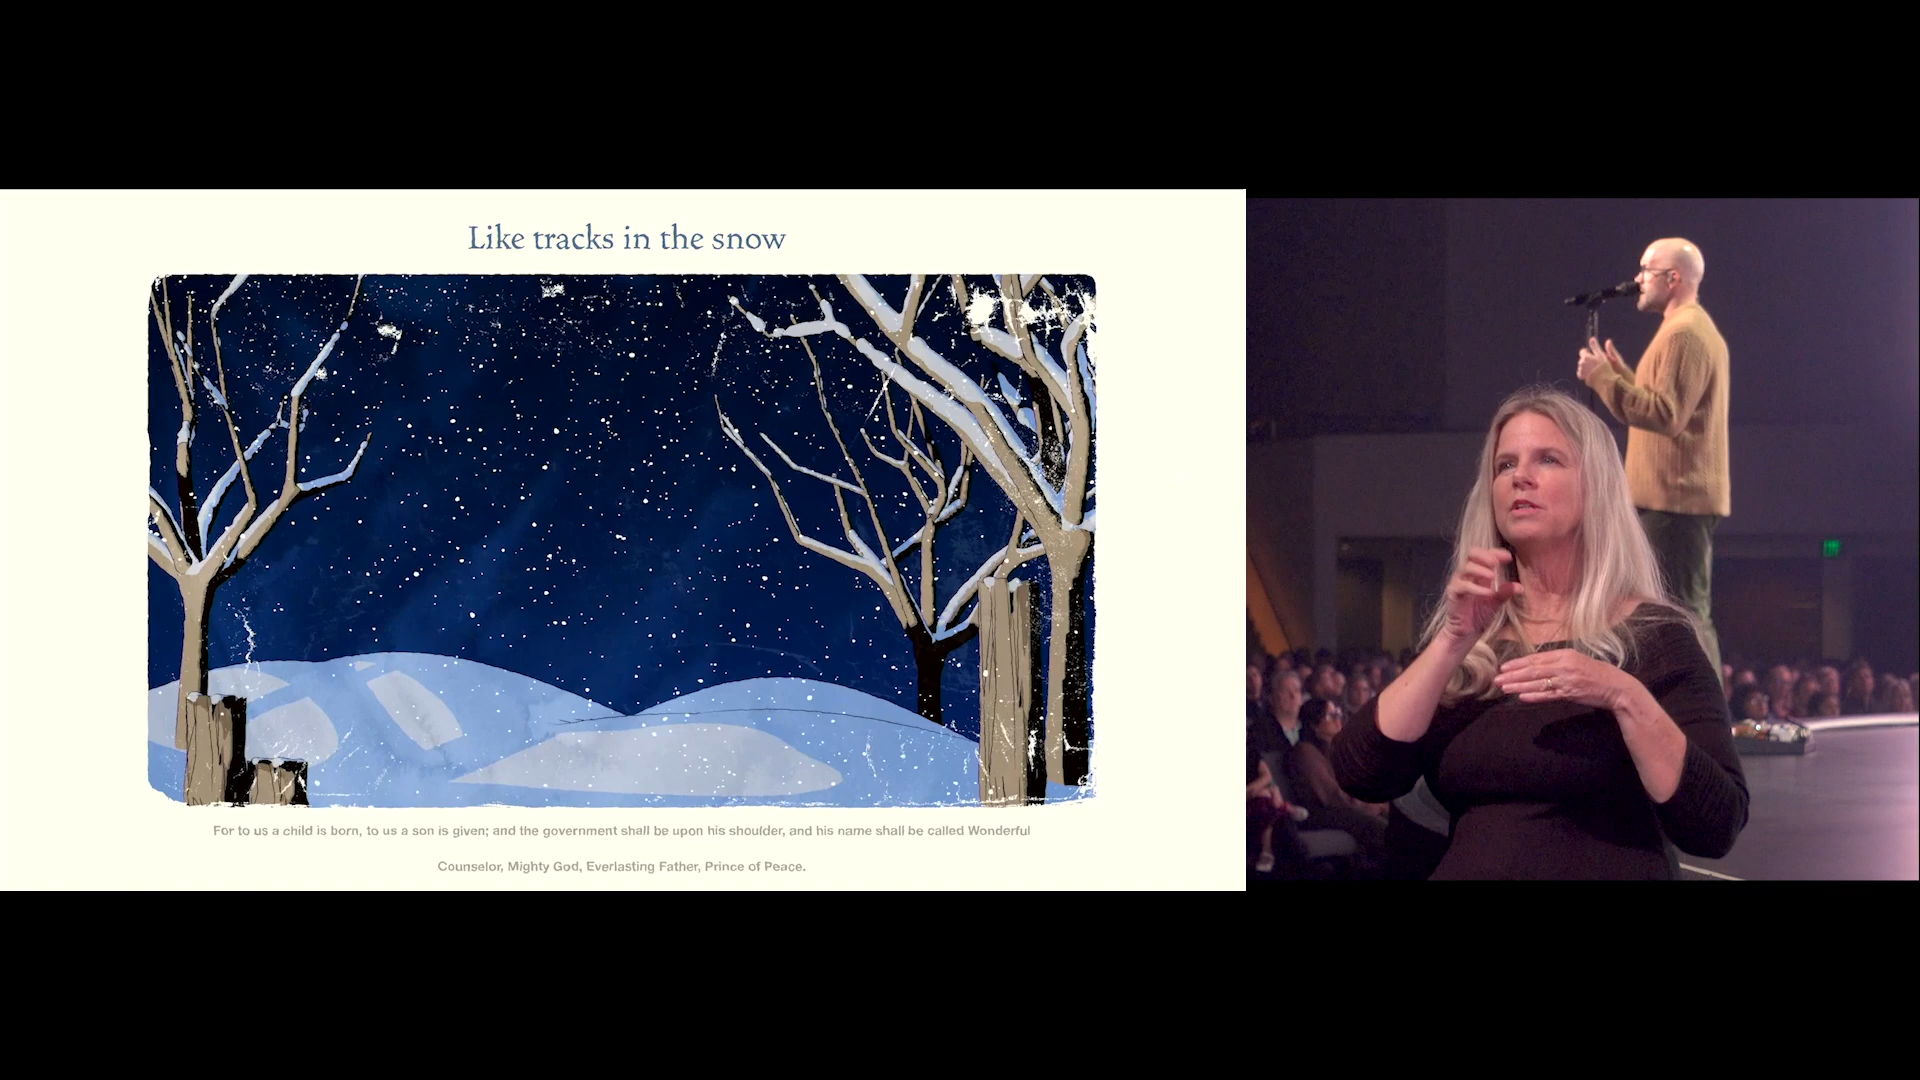 Like tracks in the snow
For to us a child is born, to us a son is given; and the government shall be upon his shoulder, and his name shall be called Wonderful
Counselor, Mighty God, Everlasting Father, Prince of Peace.